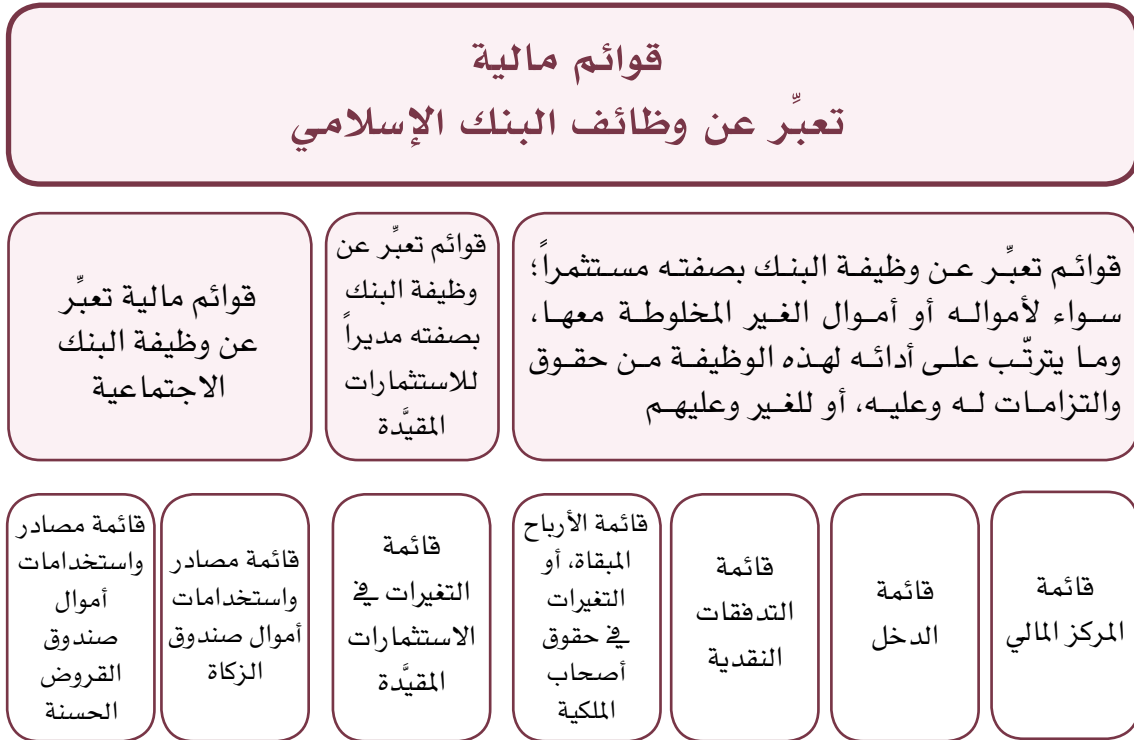 قوائم مالية
تعبِّر عن وظائف البنك الإسلامي
قوائم تعبِّر عن وظيفة البنك بصفته مستثمراً؛
سواء لأمواله أو أموال الغير المخلوطة معها،
وما يترتّب على أدائه لهذه الوظيفة من حقوق
والتزامات له وعليه، أو للغير وعليهم
قوائم تعبِّر عن
وظيفة البنك
بصفته مديراً
للاستثمارات
المقيَّدة
قوائم مالية تعبِّر
عن وظيفة البنك
الاجتماعية
قائمة
المركز المالي
قائمة
الدخل
قائمة
التدفقات
النقدية
قائمة الأرباح
المبقاة، أو
التغيرات
في حقوق
أصحاب
الملكية
قائمة
التغيرات في
الاستثمارات
المقيَّدة
قائمة مصادر
واستخدامات
أموال صندوق
الزكاة
قائمة مصادر
واستخدامات
أموال
صندوق
القروض
الحسنة